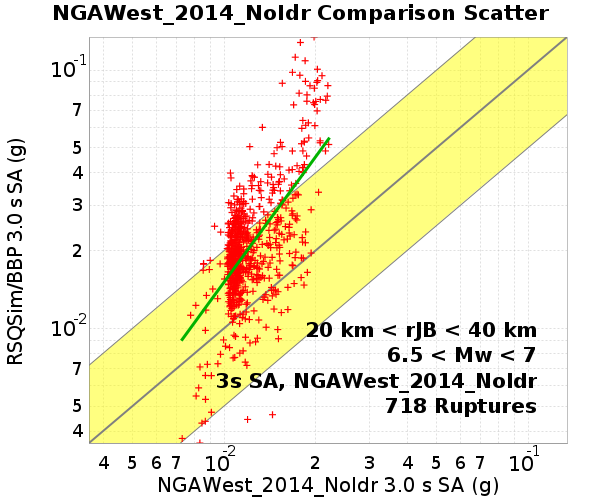 NGAWest_2014_NoIdr Comparison Scatter
RSQSim/BBP 3.0 s SA (g)
10^-1
7
5
4
3
2
10^-2
7
5
4
20 km < rJB < 40 km
6.5 < Mw < 7
3s SA, NGAWest_2014_NoIdr
718 Ruptures
4 5 6 7 10^-2 2 3 4 5 6 7 10^-1
NGAWest_2014_NoIdr 3.0 s SA (g)